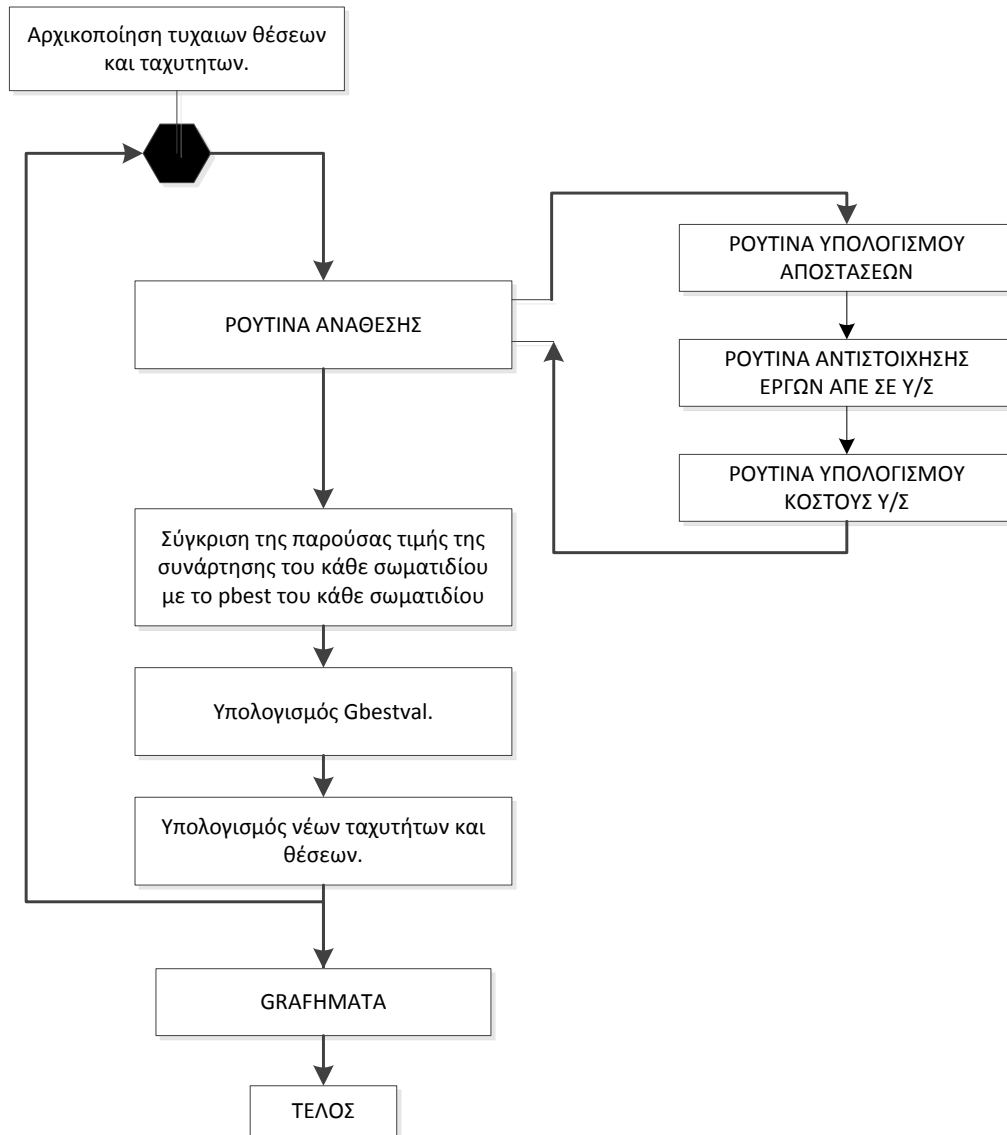 Αρχικοποίηση τυχαιων θέσεων
και ταχυτητων.
ΡΟΥΤΙΝΑ ΑΝΑΘΕΣΗΣ
ΡΟΥΤΙΝΑ ΥΠΟΛΟΓΙΣΜΟΥ
ΑΠΟΣΤΑΣΕΩΝ
ΡΟΥΤΙΝΑ ΑΝΤΙΣΤΟΙΧΗΣΗΣ
ΕΡΓΩΝ ΑΠΕ ΣΕ Υ/Σ
ΡΟΥΤΙΝΑ ΥΠΟΛΟΓΙΣΜΟΥ
ΚΟΣΤΟΥΣ Υ/Σ
Σύγκριση της παρούσας τιμής της
συνάρτησης του κάθε σωματιδίου
με το pbest του κάθε σωματιδίου
Υπολογισμός Gbestval.
Υπολογισμός νέων ταχυτήτων και
θέσεων.
GRAFHMATA
ΤΕΛΟΣ